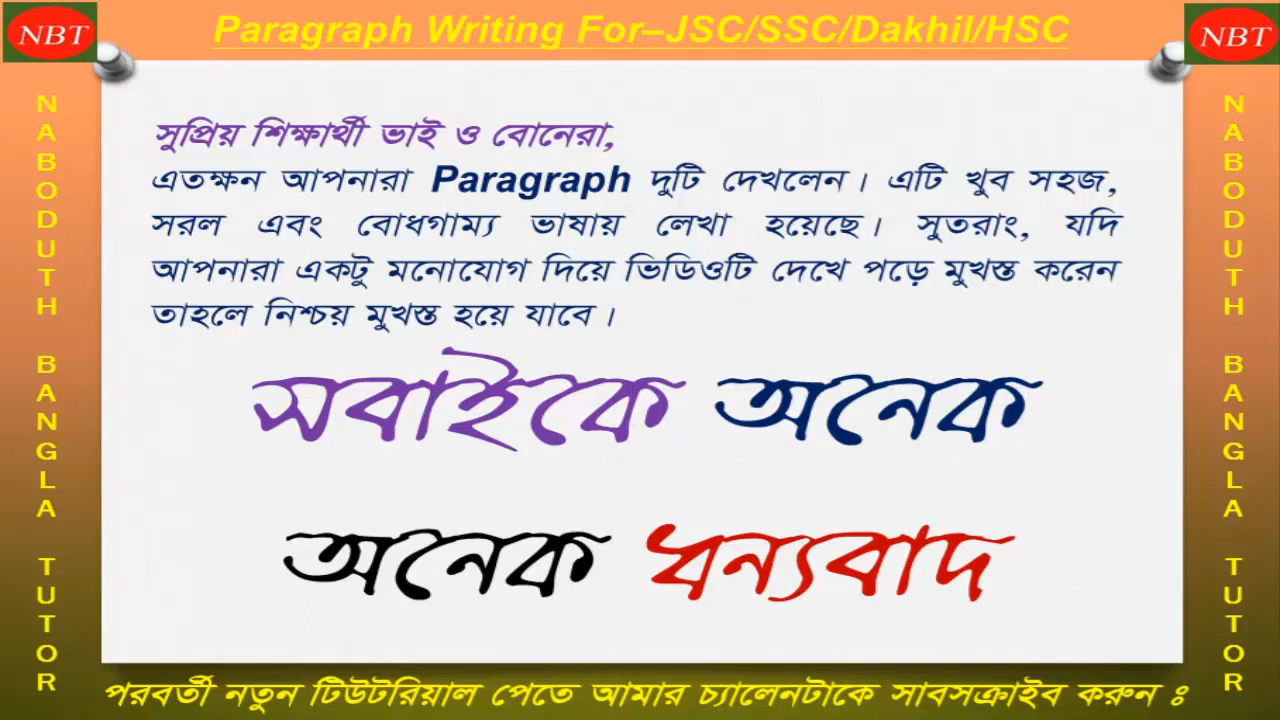 NBT
Paragraph Writing For–JSC/SSC/Dakhil/HSC
NBT
NABODUTH BANGLA TUTOR
সুপ্রিয় শিক্ষার্থী ভাই ও বোনেরা,
এতক্ষন আপনারা Paragraph দুটি দেখলেন। এটি খুব সহজ,
সরল এবং বোধগাম্য ভাষায় লেখা হয়েছে। সুতরাং, যদি
আপনারা একটু মনোযোগ দিয়ে ভিডিওটি দেখে পড়ে মুখস্ত করেন
তাহলে নিশ্চয় মুখস্ত হয়ে যাবে।
সবাইকে অনেক
অনেক ধন্যবাদ
NABODUTH BANGLA TUTOR
পরবর্তী নতুন টিউটরিয়াল পেতে আমার চ্যালেনটাকে সাবসক্রাইব করুন ঃ